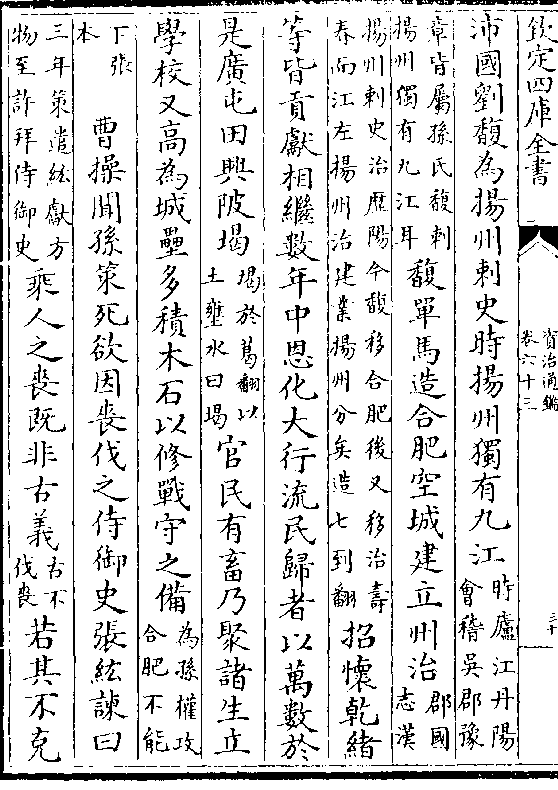 欽定四庫全書
資治通鑑
卷六十三
三十
沛國劉馥為揚州刺史時揚州獨有九江時廬江丹陽會稽吳郡豫
章皆屬孫氏馥刺揚州獨有九江耳馥單馬造合肥空城建立州治郡國志漢
揚州刺史治歷陽今馥移合肥後又移治壽春而江左揚州治建業揚州分矣造七到翻招懷乾緒
等皆貢獻相繼數年中恩化大行流民歸者以萬數於
是廣屯田興陂堨堨於葛翻以土壅水曰堨官民有畜乃聚諸生立
學校又高為城壘多積木石以修戰守之備為孫權攻合肥不能
下張本曹操聞孫策死欲因喪伐之侍御史張紘諫曰
三年策遣紘獻方物至許拜侍御史乘人之喪既非古義古不伐喪若其不克